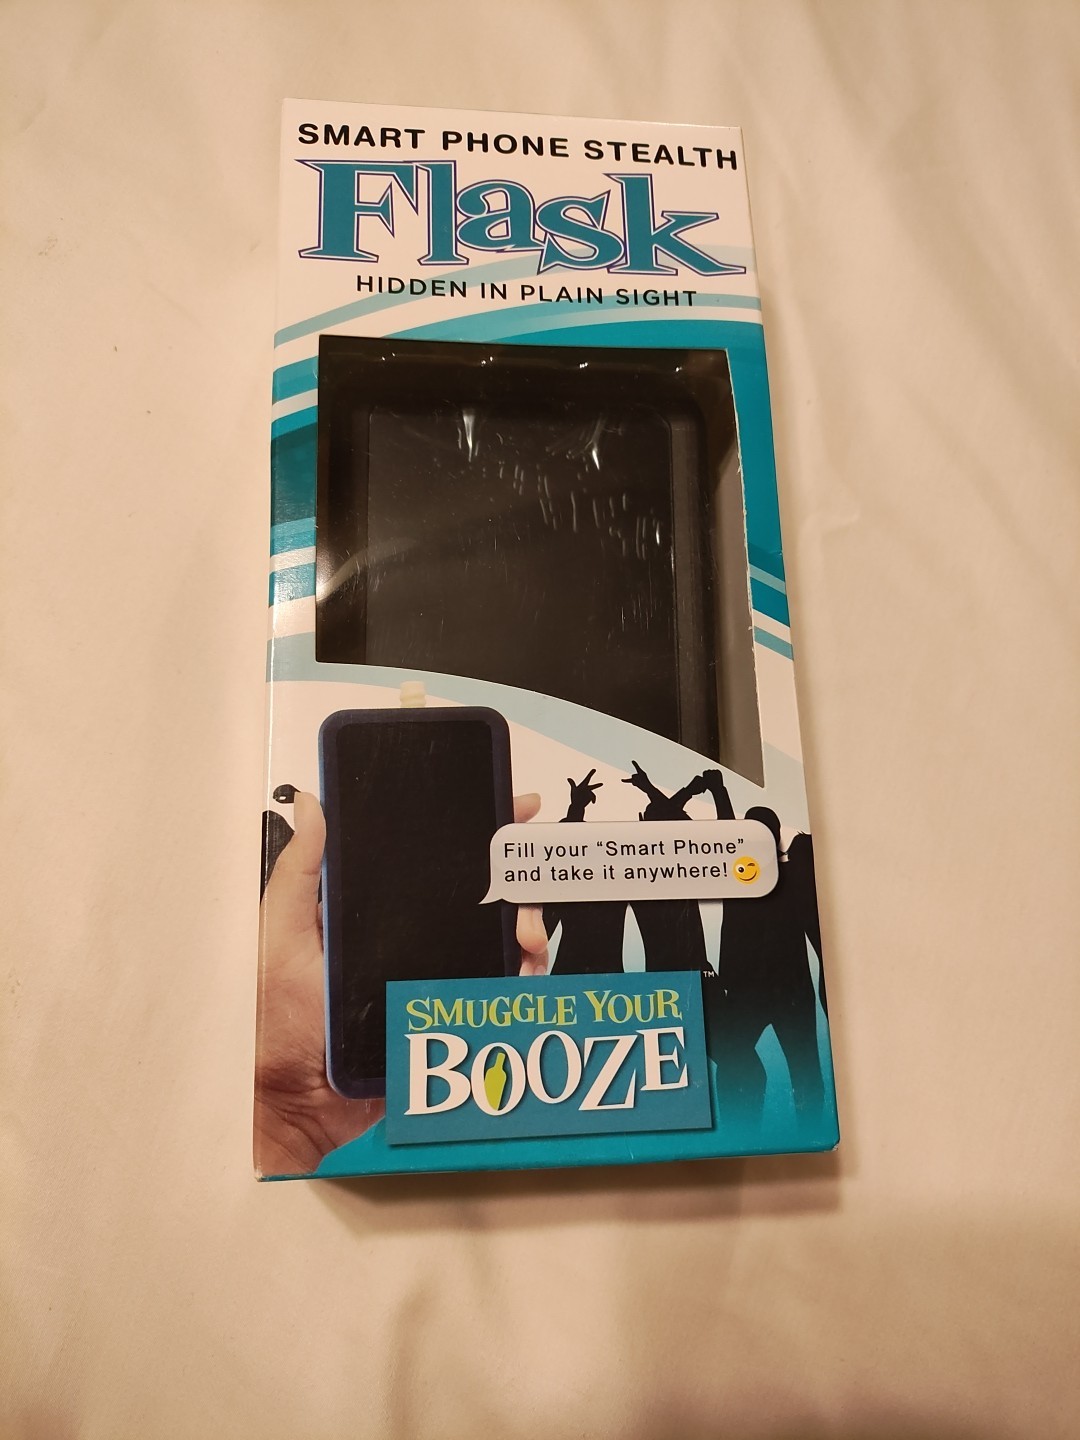 SMART PHONE STEALTH
Flask
HIDDEN IN PLAIN SIGHT
Fill your “Smart Phone”
and take it anywhere!
TM
SMUGGLE YOUR
BOOZE